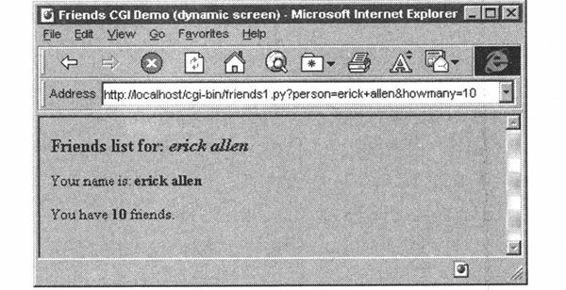 Friends CGI Demo (dynamic screen) - Microsoft Internet Explorer
File Edit View Go Favorites Help
Address http://localhost/cgi-bin/friends1.py?person=erick+allen&howmany=10
Friends list for: erick allen
Your name is: erick allen
You have 10 friends.